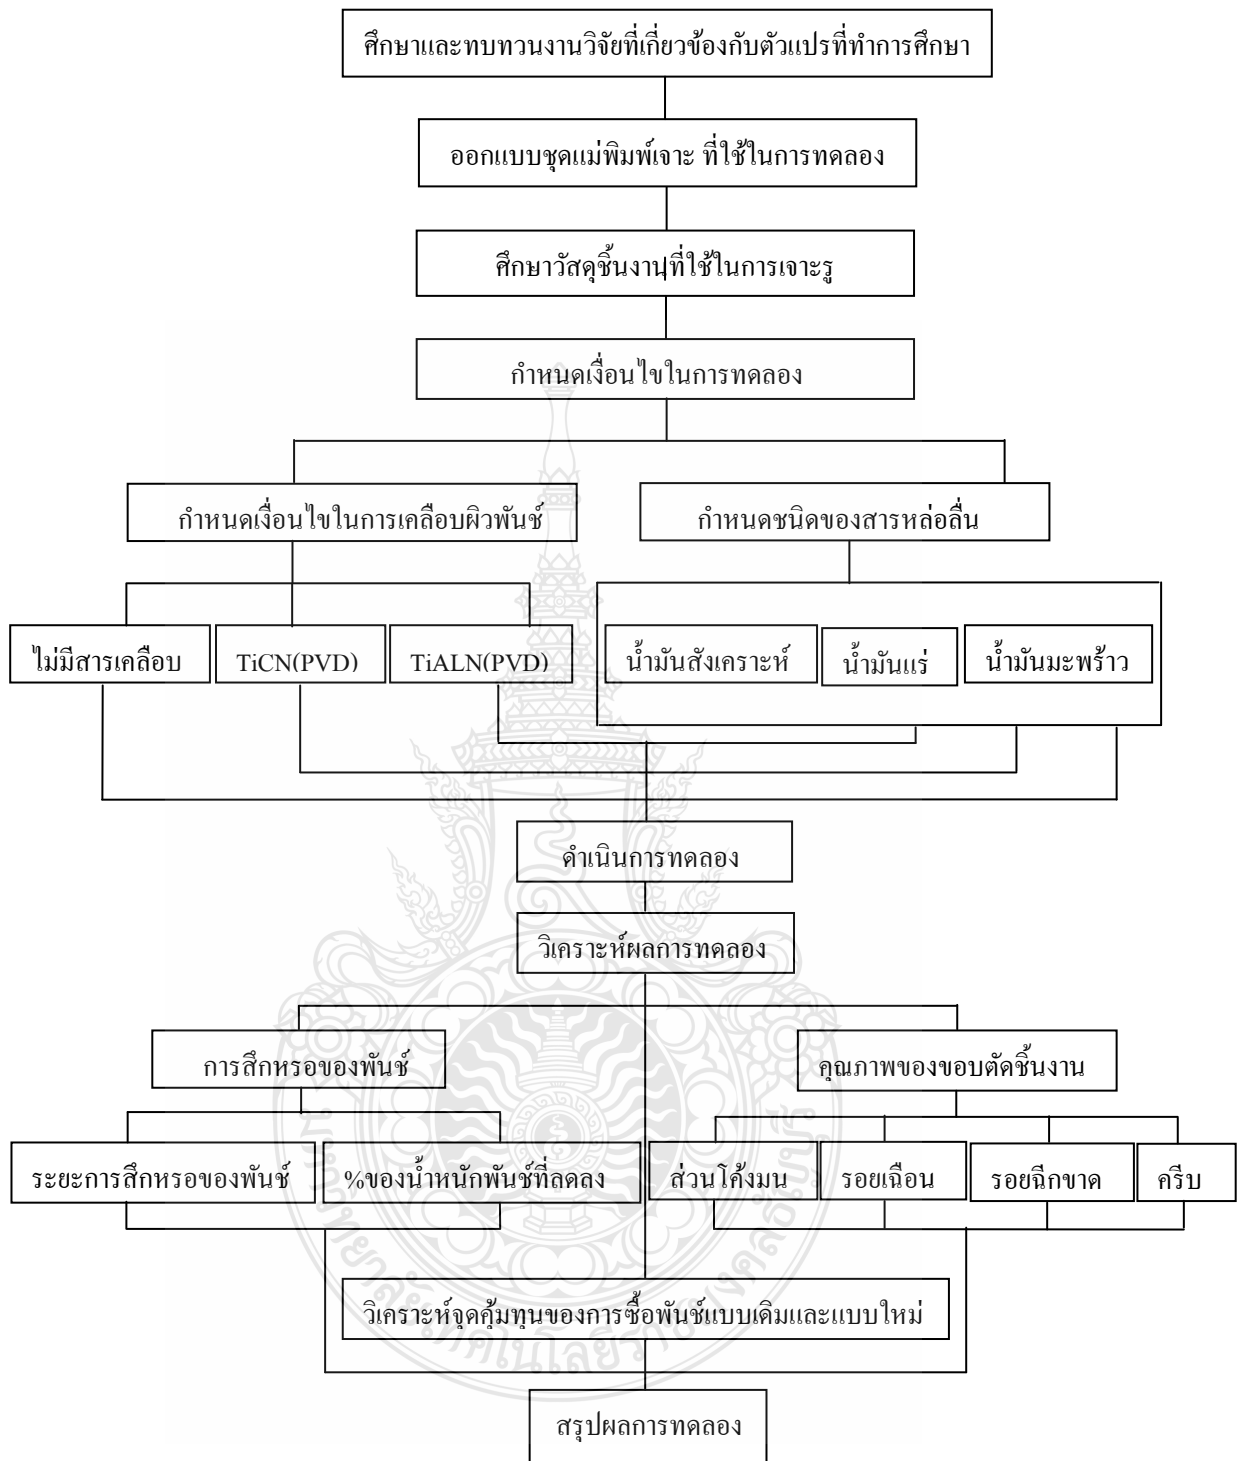 ศึกษาและทบทวนงานวิจัยที่เกี่ยวข้องกับตัวแปรที่ทำการศึกษา
ออกแบบชุดแม่พิมพ์เจาะ ที่ใช้ในการทดลอง
ศึกษาวัสดุชิ้นงานที่ใช้ในการเจาะรู
กำหนดเงื่อนไขในการทดลอง
กำหนดเงื่อนไขในการเคลือบผิวพันช์
กำหนดชนิดของสารหล่อลื่น
ไม่มีสารเคลือบ
TiCN(PVD)
TiALN(PVD)
น้ำมันสังเคราะห์
น้ำมันแร่
น้ำมันมะพร้าว
ดำเนินการทดลอง
วิเคราะห์ผลการทดลอง
การสึกหรอของพันช์
คุณภาพของขอบตัดชิ้นงาน
ระยะการสึกหรอของพันช์
%ของน้ำหนักพันช์ที่ลดลง
ส่วนโค้งมน
รอยเฉือน
รอยฉีกขาด
ครีบ
วิเคราะห์จุดคุ้มทุนของการซื้อพันช์แบบเดิมและแบบใหม่
สรุปผลการทดลอง